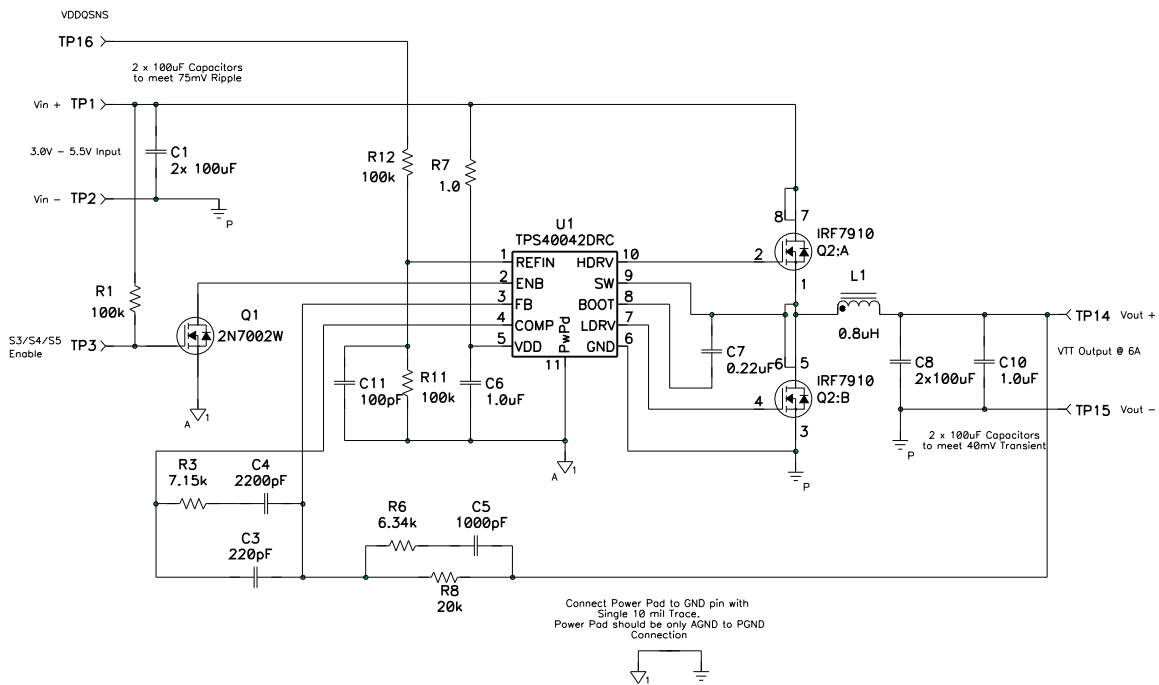 VDDQSNS
TP16
2 x 100uF Capacitors
to meet 75mV Ripple
Vin + TP1
3.0V - 5.5V Input
C1
2x 100uF
Vin - TP2
P
R12
100k
R7
1.0
U1
TPS40042DRC
1 REFIN HDRV 10
2 ENB SW 9
3 FB BOOT 8
4 COMP LDRV 7
5 VDD GND 6
PwPd
11
8 7
IRF7910
Q2:A
2
1
L1
0.8uH
R1
100k
Q1
2N7002W
S3/S4/S5
Enable
TP3
A 1
C11
100pF
R11
100k
C6
1.0uF
A 1
C7
0.22uF
6 5
IRF7910
Q2:B
4
3
P
C8
2x100uF
C10
1.0uF
TP14 Vout +
VTT Output @ 6A
TP15 Vout -
P
2 x 100uF Capacitors
to meet 40mV Transient
R3
7.15k
C4
2200pF
C3
220pF
R6
6.34k
C5
1000pF
R8
20k
Connect Power Pad to GND pin with
Single 10 mil Trace.
Power Pad should be only AGND to PGND
Connection
1